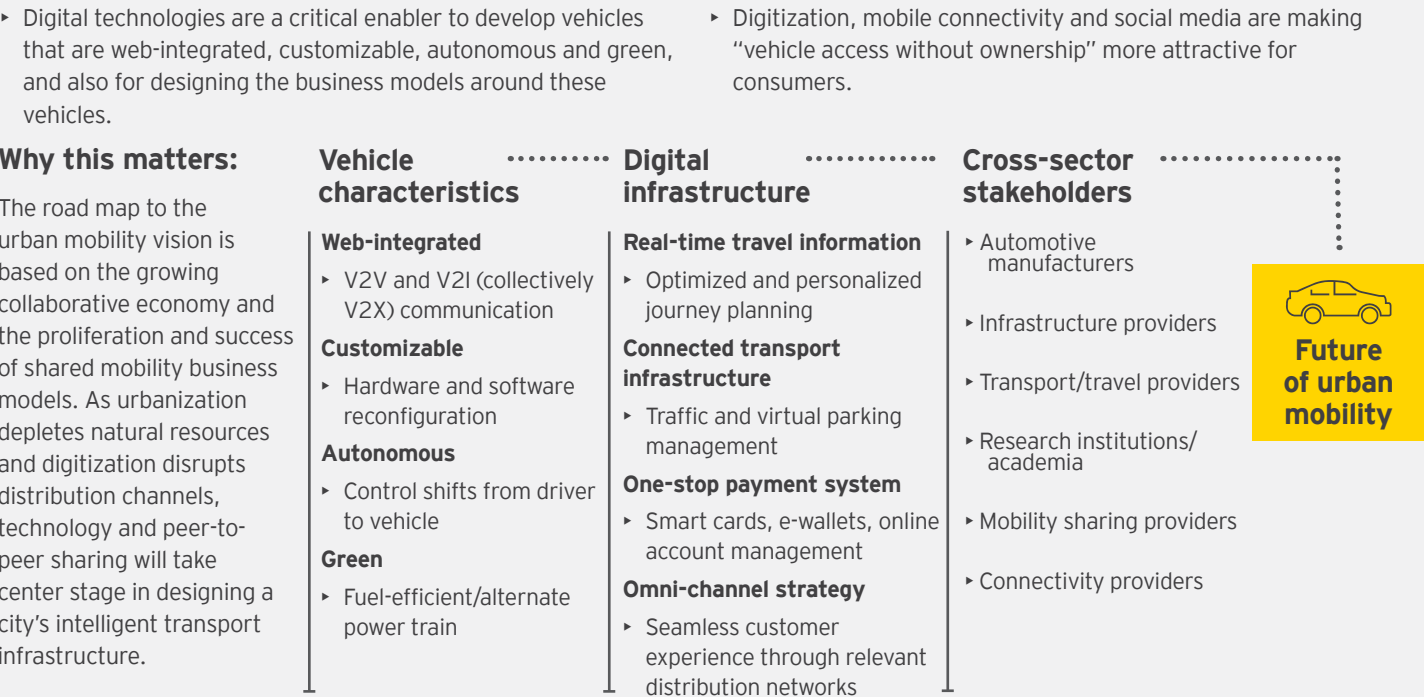 ‣ Digital technologies are a critical enabler to develop vehicles
that are web-integrated, customizable, autonomous and green,
and also for designing the business models around these
vehicles.
‣ Digitization, mobile connectivity and social media are making
“vehicle access without ownership” more attractive for
consumers.
Why this matters:
The road map to the
urban mobility vision is
based on the growing
collaborative economy and
the proliferation and success
of shared mobility business
models. As urbanization
depletes natural resources
and digitization disrupts
distribution channels,
technology and peer-to-
peer sharing will take
center stage in designing a
city’s intelligent transport
infrastructure.
Vehicle
characteristics
Web-integrated
‣ V2V and V2I (collectively
V2X) communication
Customizable
‣ Hardware and software
reconfiguration
Autonomous
‣ Control shifts from driver
to vehicle
Green
‣ Fuel-efficient/alternate
power train
Digital
infrastructure
Real-time travel information
‣ Optimized and personalized
journey planning
Connected transport
infrastructure
‣ Traffic and virtual parking
management
One-stop payment system
‣ Smart cards, e-wallets, online
account management
Omni-channel strategy
‣ Seamless customer
experience through relevant
distribution networks
Cross-sector
stakeholders
‣ Automotive
manufacturers
‣ Infrastructure providers
‣ Transport/travel providers
‣ Research institutions/
academia
‣ Mobility sharing providers
‣ Connectivity providers
Future
of urban
mobility